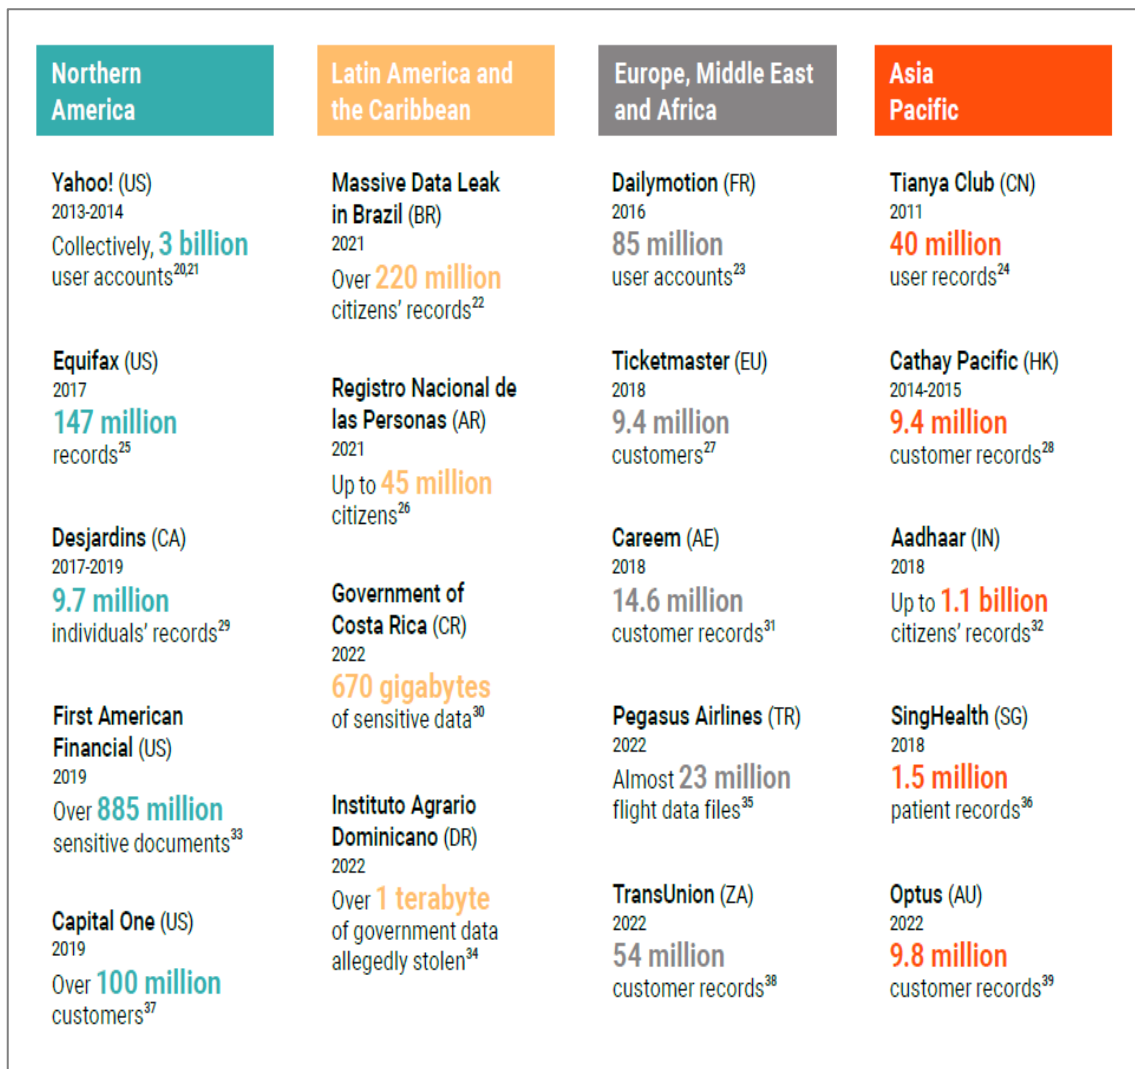 Northern
America
Yahoo! (US)
2013-2014
Collectively, 3 billion
user accounts20,21
Equifax (US)
2017
147 million
records25
Desjardins (CA)
2017-2019
9.7 million
individuals’ records29
First American
Financial (US)
2019
Over 885 million
sensitive documents33
Capital One (US)
2019
Over 100 million
customers37
Latin America and
the Caribbean
Massive Data Leak
in Brazil (BR)
2021
Over 220 million
citizens’ records22
Registro Nacional de
las Personas (AR)
2021
Up to 45 million
citizens26
Government of
Costa Rica (CR)
2022
670 gigabytes
of sensitive data30
Instituto Agrario
Dominicano (DR)
2022
Over 1 terabyte
of government data
allegedly stolen34
Europe, Middle East
and Africa
Dailymotion (FR)
2016
85 million
user accounts23
Ticketmaster (EU)
2018
9.4 million
customers27
Careem (AE)
2018
14.6 million
customer records31
Pegasus Airlines (TR)
2022
Almost 23 million
flight data files35
TransUnion (ZA)
2022
54 million
customer records38
Asia
Pacific
Tianya Club (CN)
2011
40 million
user records24
Cathay Pacific (HK)
2014-2015
9.4 million
customer records28
Aadhaar (IN)
2018
Up to 1.1 billion
citizens’ records32
SingHealth (SG)
2018
1.5 million
patient records36
Optus (AU)
2022
9.8 million
customer records39